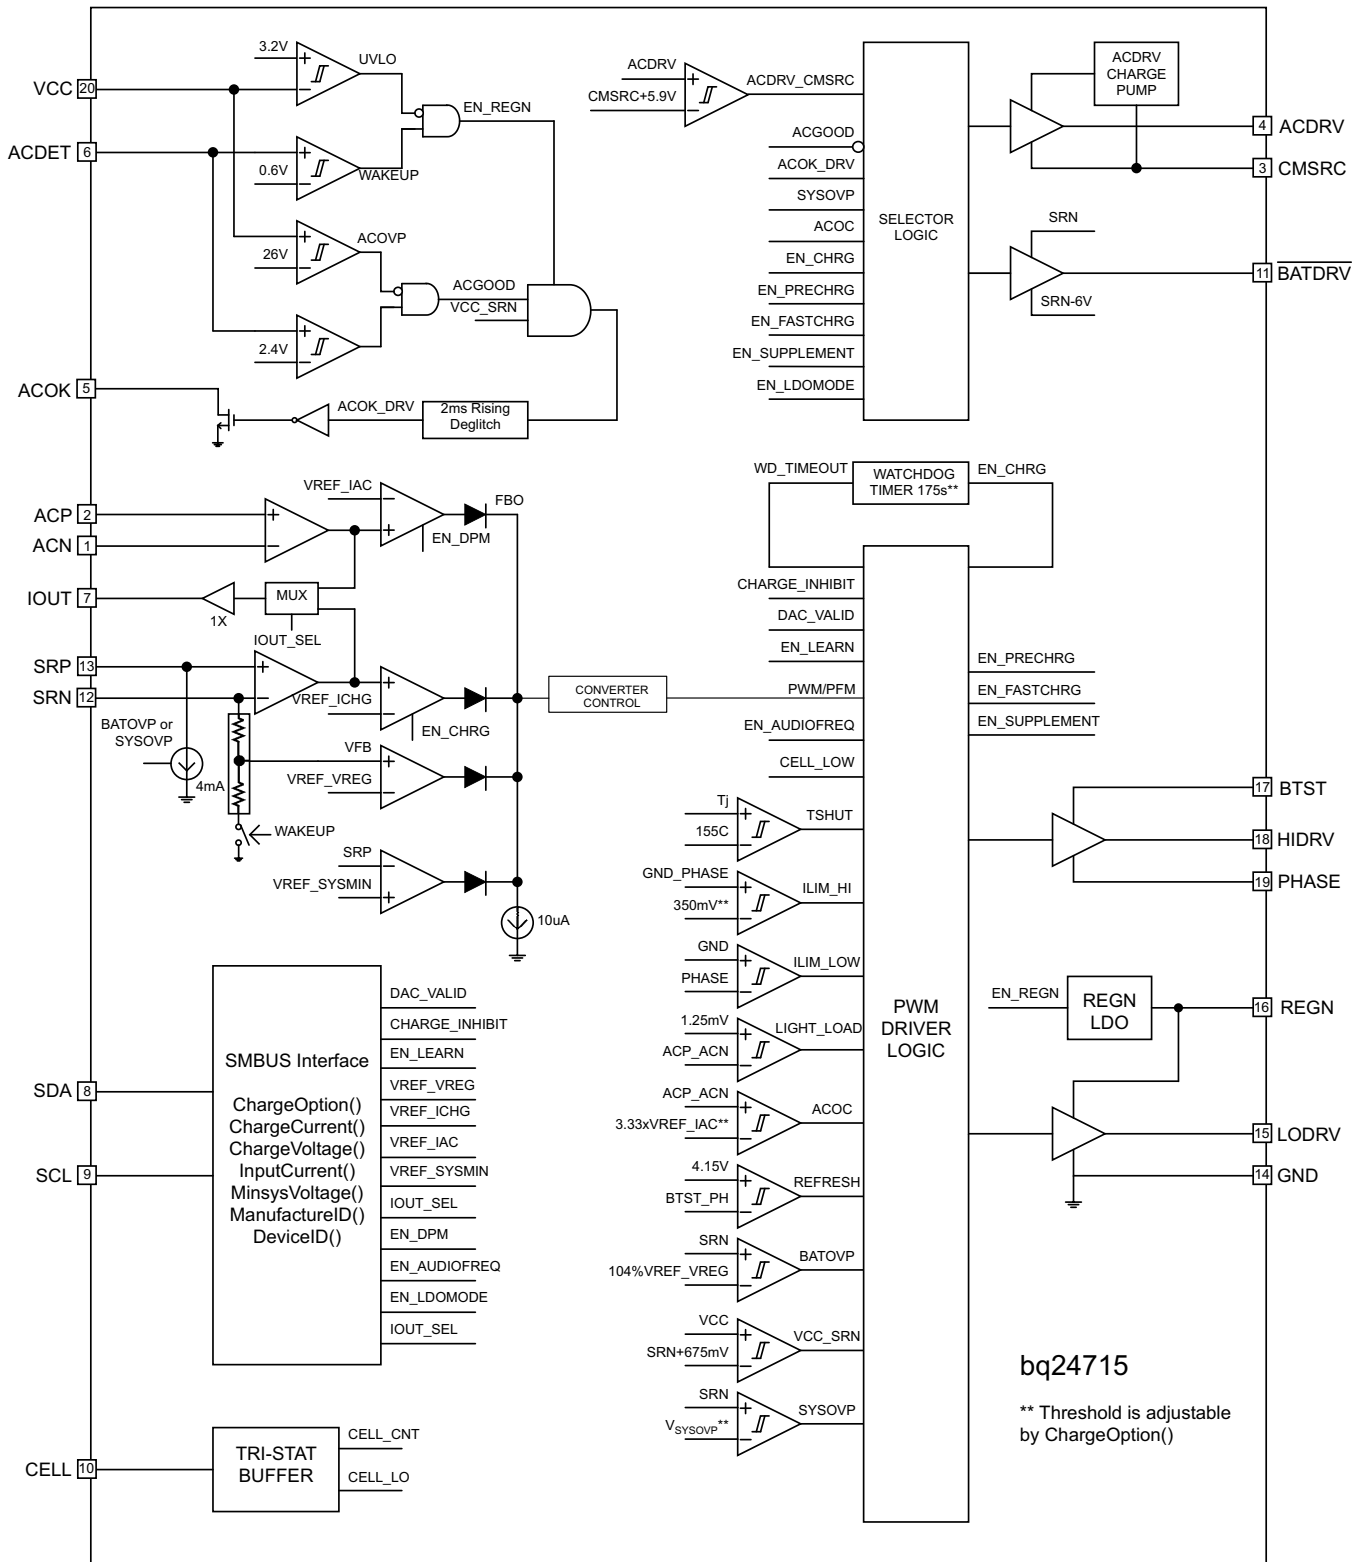 3.2V
UVLO
VCC 20
EN_REGN
ACDET 6
0.6V
WAKEUP
ACOVP
26V
ACGOOD
VCC_SRN
2.4V
ACOK 5
ACOK_DRV
2ms Rising
Deglitch
ACDRV
CMSRC+5.9V
ACDRV_CMSRC
ACGOOD
ACOK_DRV
SYSOVP
ACOC
EN_CHRG
EN_PRECHRG
EN_FASTCHRG
EN_SUPPLEMENT
EN_LDOMODE
SELECTOR
LOGIC
ACDRV
CHARGE
PUMP
4 ACDRV
3 CMSRC
SRN
11 BATDRV
SRN-6V
VREF_IAC
FBO
ACP 2
EN_DPM
ACN 1
IOUT 7
1X
MUX
IOUT_SEL
SRP 13
SRN 12
VREF_ICHG
EN_CHRG
BATOVP or
SYSOVP
4mA
VFB
VREF_VREG
WAKEUP
SRP
VREF_SYSMIN
10uA
CONVERTER
CONTROL
WD_TIMEOUT
WATCHDOG
TIMER 175s**
EN_CHRG
CHARGE_INHIBIT
DAC_VALID
EN_LEARN
PWM/PFM
EN_AUDIOFREQ
CELL_LOW
Tj
155C
TSHUT
GND_PHASE
350mV**
ILIM_HI
GND
PHASE
ILIM_LOW
1.25mV
ACP_ACN
LIGHT_LOAD
ACP_ACN
3.33xVREF_IAC**
ACOC
4.15V
BTST_PH
REFRESH
SRN
104%VREF_VREG
BATOVP
VCC
SRN+675mV
VCC_SRN
SRN
VSYSOVP**
SYSOVP
PWM
DRIVER
LOGIC
EN_PRECHRG
EN_FASTCHRG
EN_SUPPLEMENT
17 BTST
18 HIDRV
19 PHASE
EN_REGN
REGN
LDO
16 REGN
15 LODRV
14 GND
SDA 8
SCL 9
SMBUS Interface
ChargeOption()
ChargeCurrent()
ChargeVoltage()
InputCurrent()
MinsysVoltage()
ManufactureID()
DeviceID()
DAC_VALID
CHARGE_INHIBIT
EN_LEARN
VREF_VREG
VREF_ICHG
VREF_IAC
VREF_SYSMIN
IOUT_SEL
EN_DPM
EN_AUDIOFREQ
EN_LDOMODE
IOUT_SEL
CELL 10
TRI-STAT
BUFFER
CELL_CNT
CELL_LO
bq24715
** Threshold is adjustable
by ChargeOption()